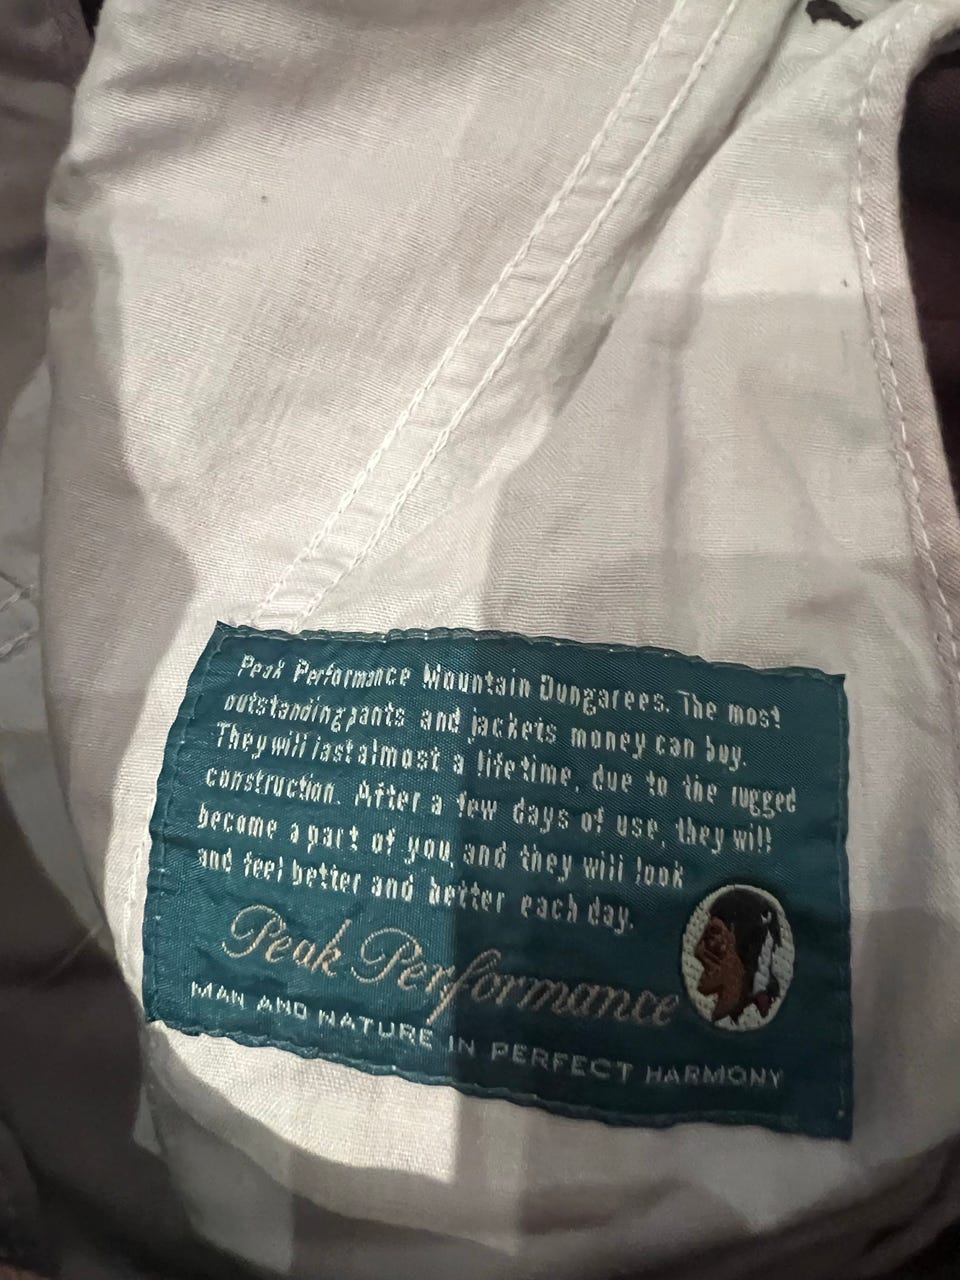 Peak Performance Mountain Dungarees. The most
outstanding pants and jackets money can buy.
They will last almost a lifetime, due to the rugged
construction. After a few days of use, they will
become a part of you and they will look
and feel better and better each day.
Peak Performance
MAN AND NATURE IN PERFECT HARMONY